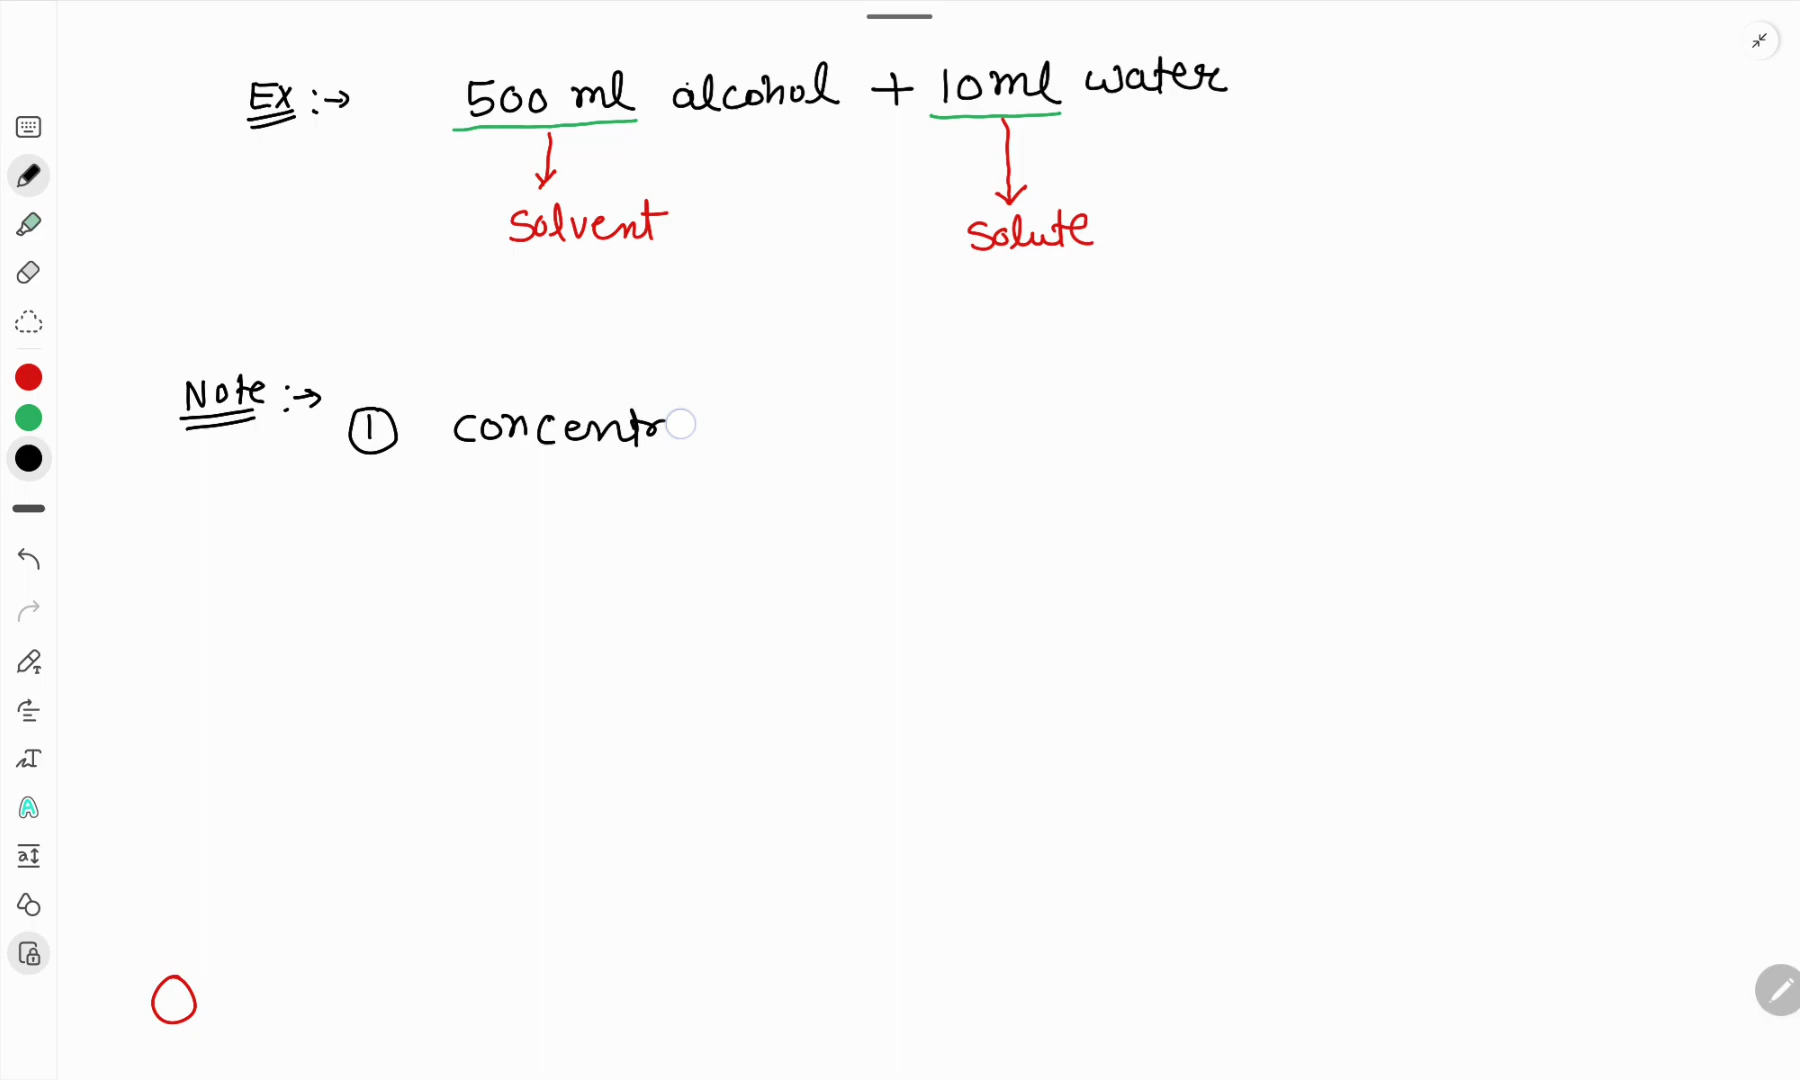 Ex :→ 500 ml alcohol + 10ml water
Solvent Solute
Note :→
① concentr